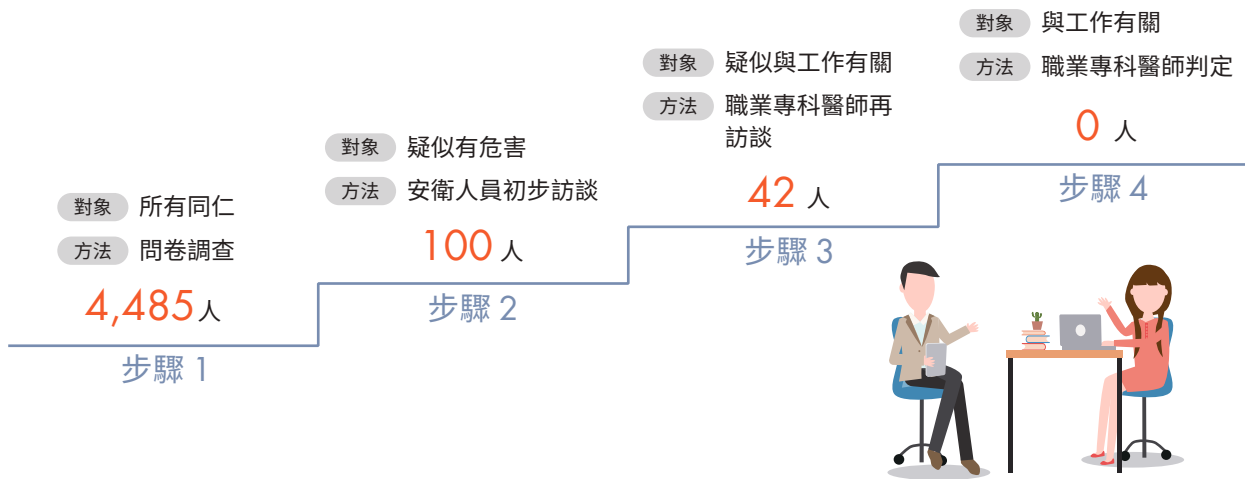 對象 所有同仁
方法 問卷調查
4,485人
步驟 1
對象 疑似有危害
方法 安衛人員初步訪談
100 人
步驟 2
對象 疑似與工作有關
方法 職業專科醫師再
訪談
42 人
步驟 3
對象 與工作有關
方法 職業專科醫師判定
0 人
步驟 4